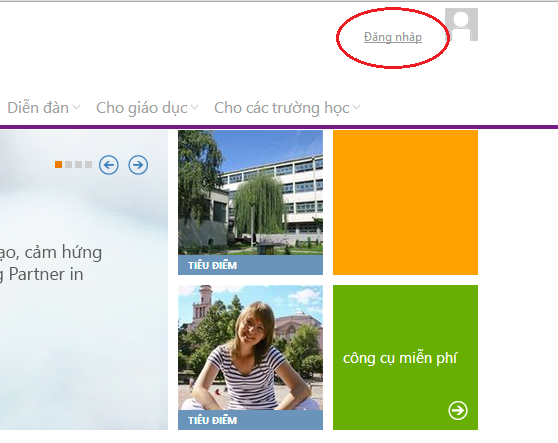 Đăng nhập
Diễn đàn
Cho giáo dục
Cho các trường học
ạo, cảm hứng
g Partner in
TIÊU ĐIỂM
công cụ miễn phí
TIÊU ĐIỂM